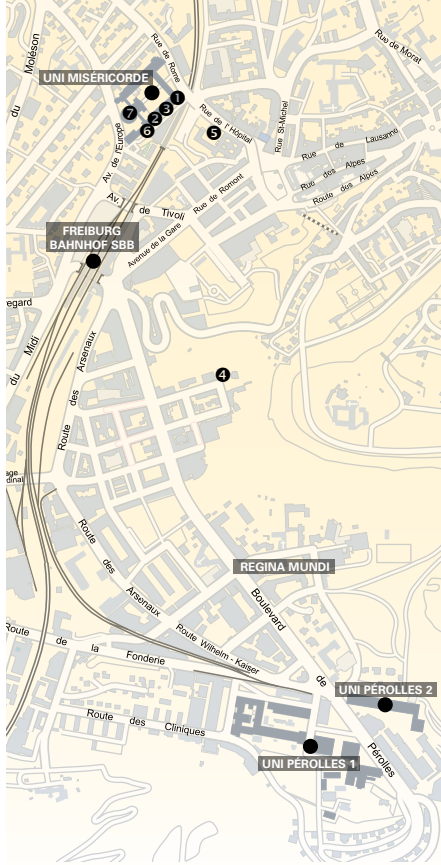 du Moléson
Rue de Rome
Rue de Morat
UNI MISÉRICORDE
1
3
2
7
6
5
Rue de l'Hôpital
Rue St-Michel
Rue de Lausanne
Av. de l'Europe
Rue des Alpes
Route des Alpes
Rue de Romont
Av. de Tivoli
Avenue de la Gare
FREIBURG
BAHNHOF SBB
egard
du Midi
Route des Arsenaux
4
age
dinal
Route des Arsenaux
REGINA MUNDI
Boulevard de Pérolles
Route Wilhelm - Kaiser
Route de la Fonderie
UNI PÉROLLES 2
Route des Cliniques
UNI PÉROLLES 1